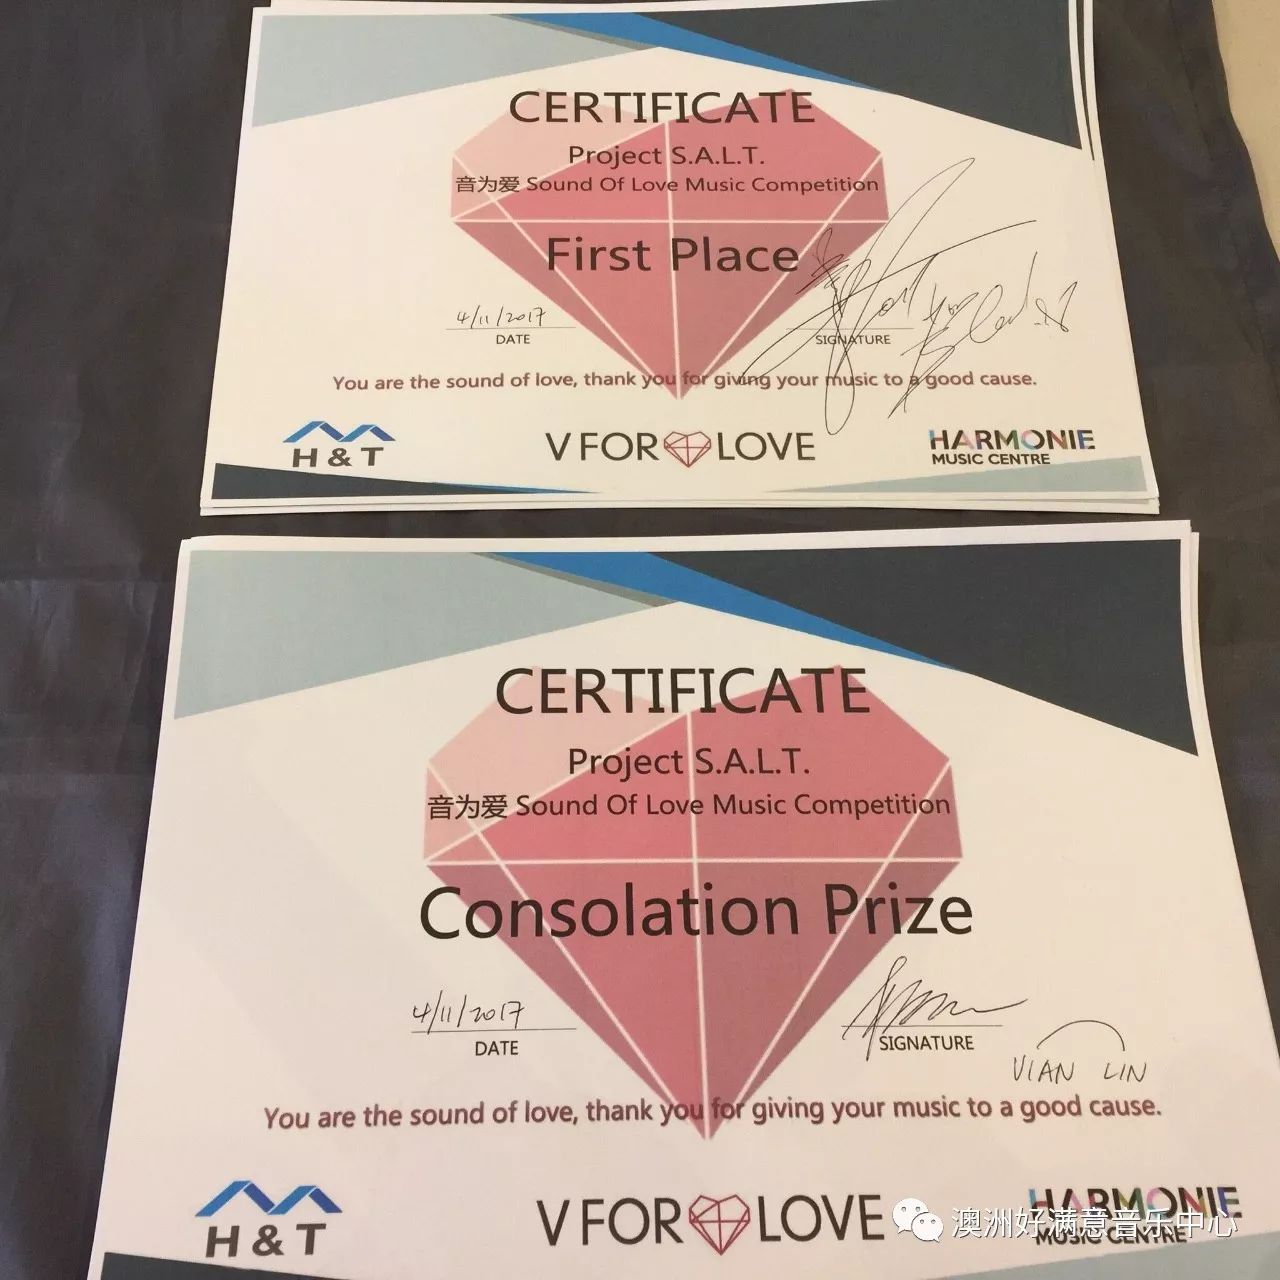 CERTIFICATE
Project S.A.L.T.
音为爱 Sound Of Love Music Competition
First Place
4/11/2017
DATE
SIGNATURE
You are the sound of love, thank you for giving your music to a good cause.
H & T
V FOR LOVE
HARMONIE
MUSIC CENTRE
CERTIFICATE
Project S.A.L.T.
音为爱 Sound Of Love Music Competition
Consolation Prize
4/11/2017
DATE
SIGNATURE
VIAN LIN
You are the sound of love, thank you for giving your music to a good cause.
H & T
V FOR LOVE
HARMONIE
MUSIC CENTRE
澳洲好满意音乐中心